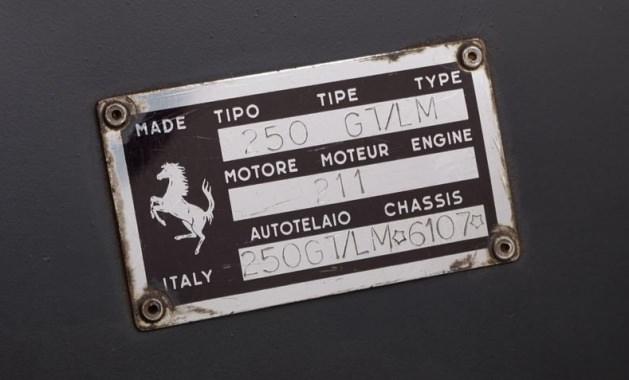 MADE TIPO TIPE TYPE
250 GT/LM
MOTORE MOTEUR ENGINE
211
AUTOTELAIO CHASSIS
250GT/LM☆6107☆
ITALY